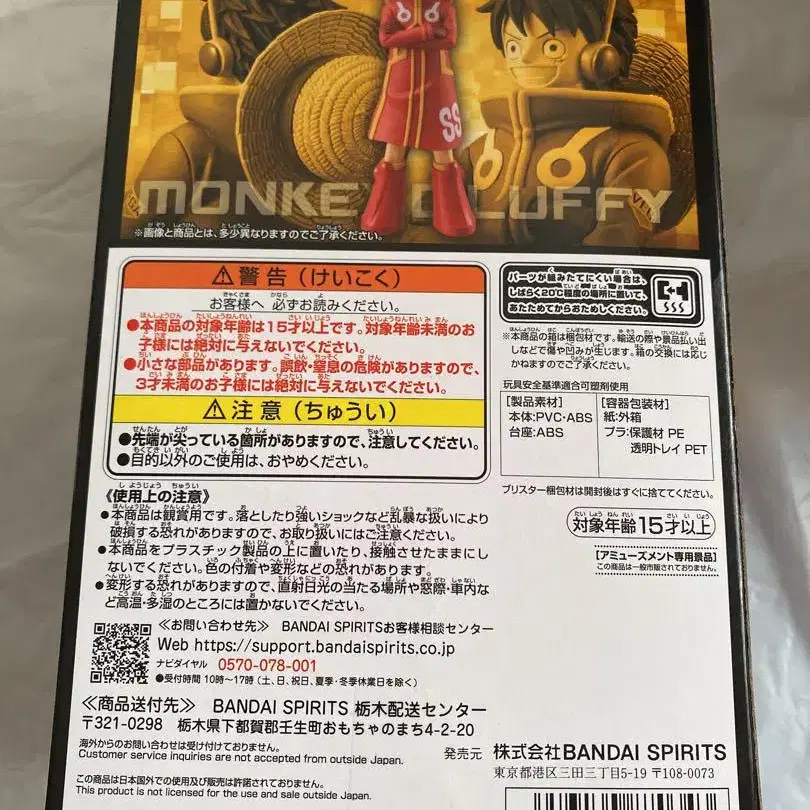 SS
MONKEY D LUFFY
※画像と商品とは、多少異なりますのでご了承ください。
⚠警告(けいこく)
お客様へ 必ずお読みください。
●本商品の対象年齢は15才以上です。対象年齢未満のお
子様には絶対に与えないでください。
●小さな部品があります。誤飲・窒息の危険がありますので、
3才未満のお子様には絶対に与えないでください。
⚠注意(ちゅうい)
●先端が尖っている箇所がありますので、注意してください。
●目的以外のご使用は、おやめください。
《使用上の注意》
●本商品は観賞用です。落としたり強いショックなど乱暴な扱いにより
破損する恐れがありますので、お取り扱いにはご注意ください。
●本商品をプラスチック製品の上に置いたり、接触させたままにし
ないでください。色の付着や変形などの恐れがあります。
●変形する恐れがありますので、直射日光の当たる場所や窓際・車内な
ど高温・多湿のところには置かないでください。
《お問い合わせ先》 BANDAI SPIRITSお客様相談センター
Web https://support.bandaispirits.co.jp
ナビダイヤル 0570-078-001
●受付時間 10時〜17時(土、日、祝日、夏季・冬季休業日を除く)
≪商品送付先≫ BANDAI SPIRITS 栃木配送センター
〒321-0298 栃木県下都賀郡壬生町おもちゃのまち4-2-20
海外からのお問い合わせは受け付けておりません。
Customer service inquiries are not accepted from outside Japan.
この商品は日本国外での使用及び販売は許諾されておりません。
This product is not licensed for the use and sale outside Japan.
パーツが組みたてにくい場合は、
しばらく20℃程度の場所に置いて、
あたためてからおためしください。
※本商品の箱は梱包材です。輸送の際や景品払い出
しなどで傷や凹みが生じます。箱の交換には応じ
かねますのでご了承ください。
玩具安全基準適合可塑剤使用
[製品素材]
本体:PVC・ABS
台座:ABS
[容器包装材]
紙:外箱
プラ:保護材 PE
透明トレイ PET
ブリスター梱包材は開封後はすぐに捨ててください。
対象年齢15才以上
[アミューズメント専用景品]
この商品は一般市販されておりません。
発売元 株式会社BANDAI SPIRITS
東京都港区三田三丁目5-19 〒108-0073